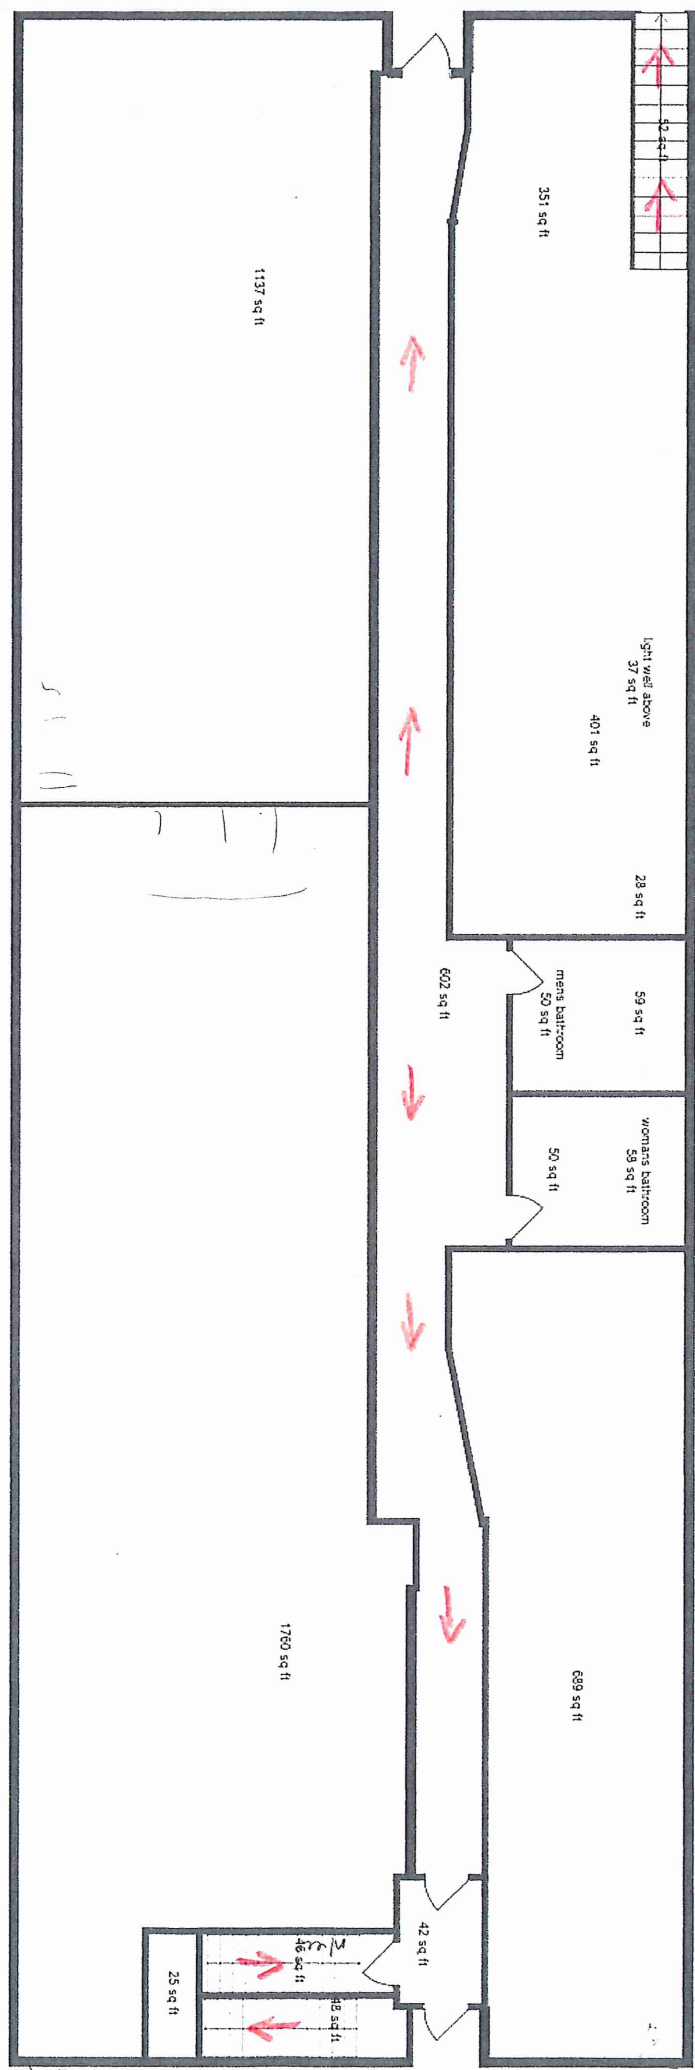 52 sq ft
351 sq ft
1137 sq ft
light well above
37 sq ft
401 sq ft
28 sq ft
602 sq ft
mens bathroom
50 sq ft
59 sq ft
womans bathroom
58 sq ft
50 sq ft
689 sq ft
1760 sq ft
42 sq ft
46 sq ft
48 sq ft
25 sq ft